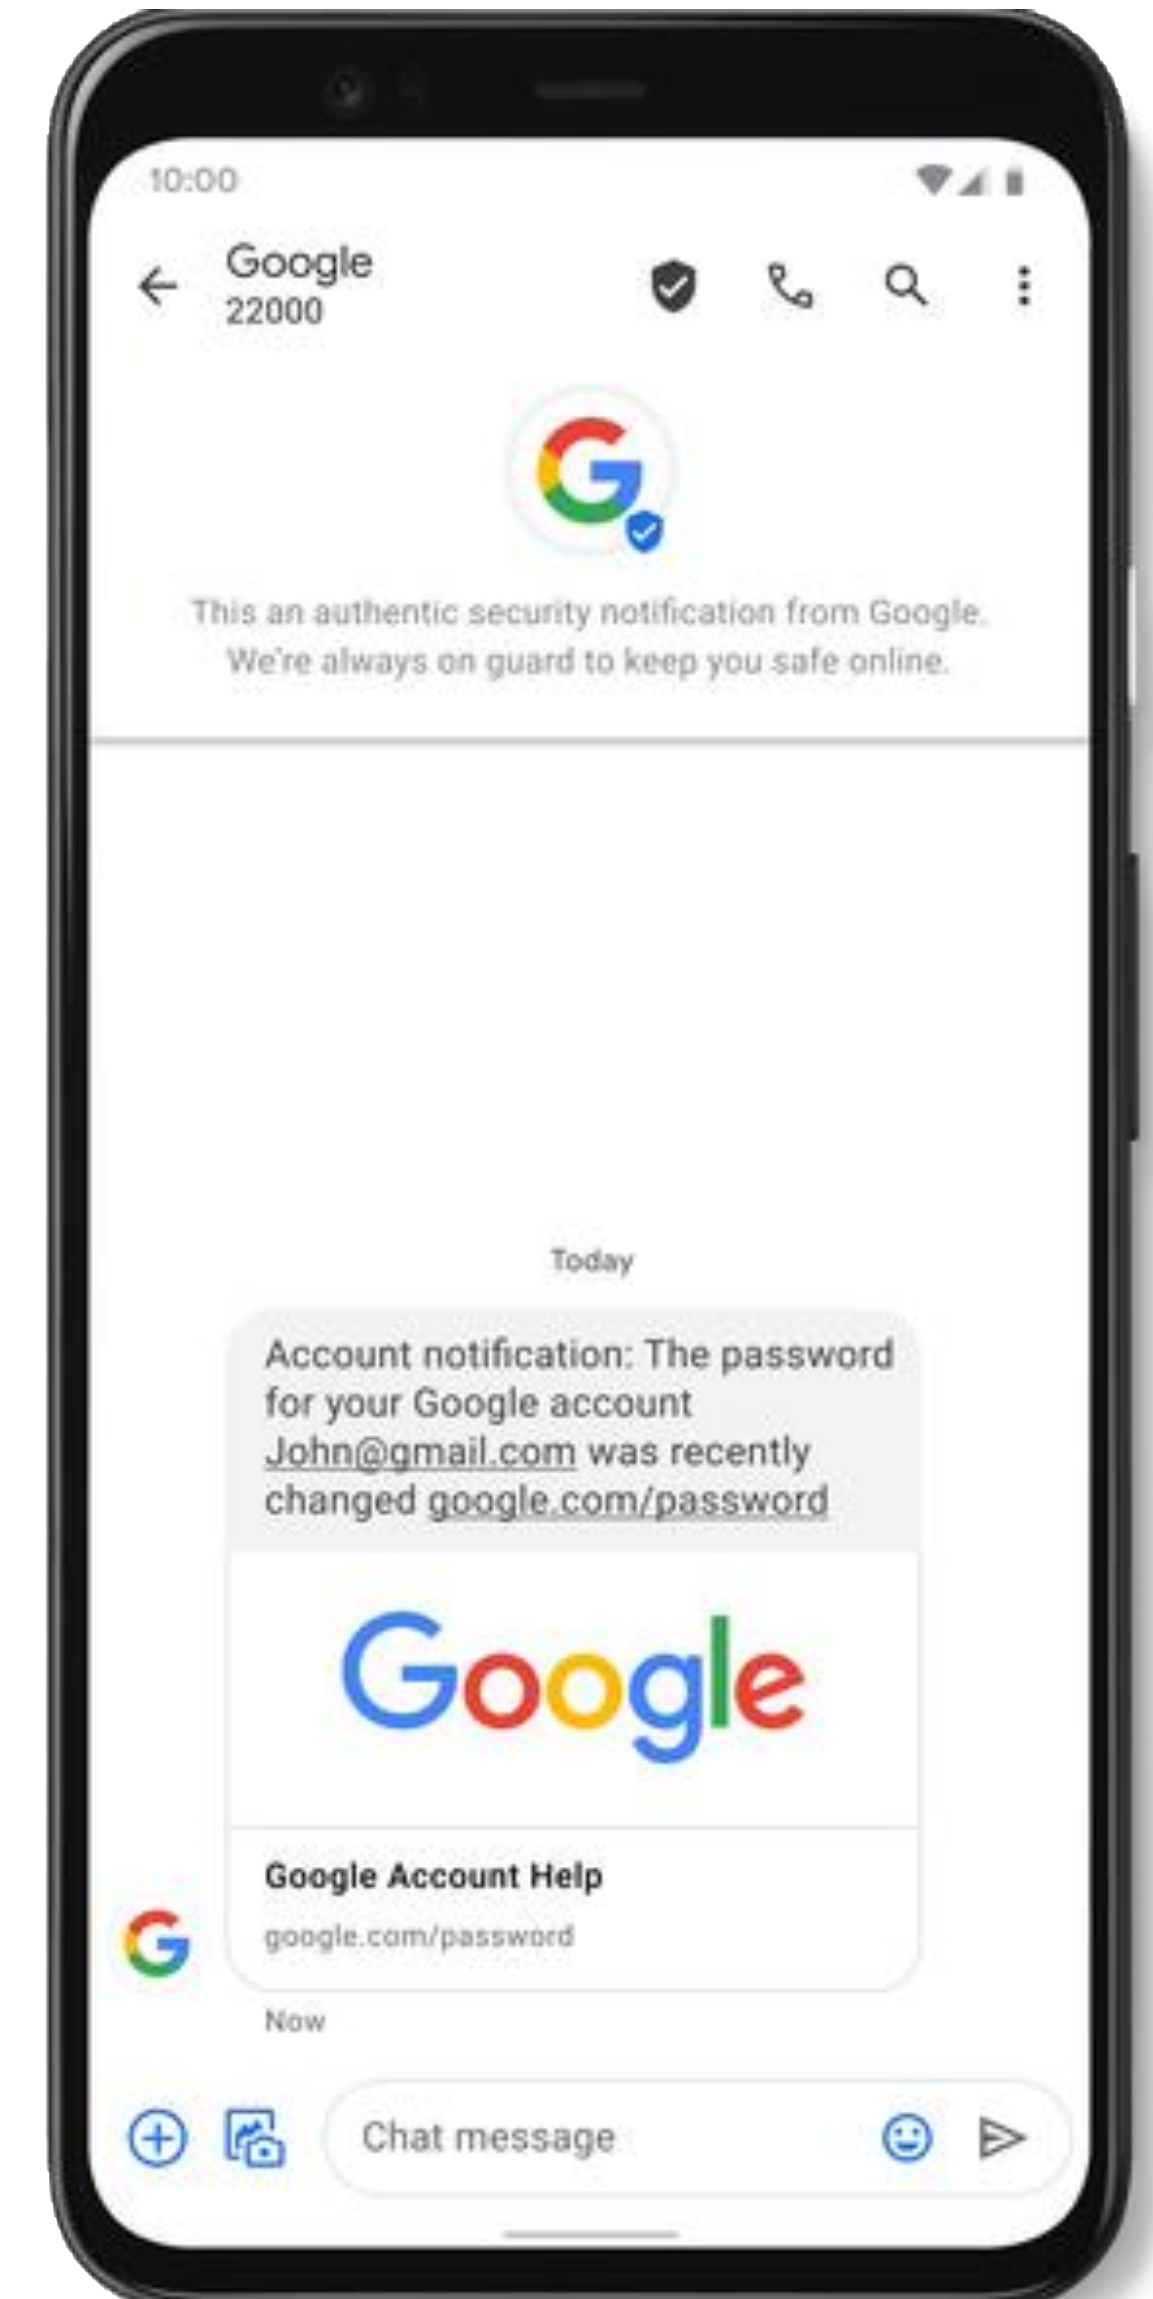 10:00
Google
22000
This an authentic security notification from Google.
We're always on guard to keep you safe online.
Today
Account notification: The password
for your Google account
John@gmail.com was recently
changed google.com/password
Google
Google Account Help
google.com/password
Now
Chat message